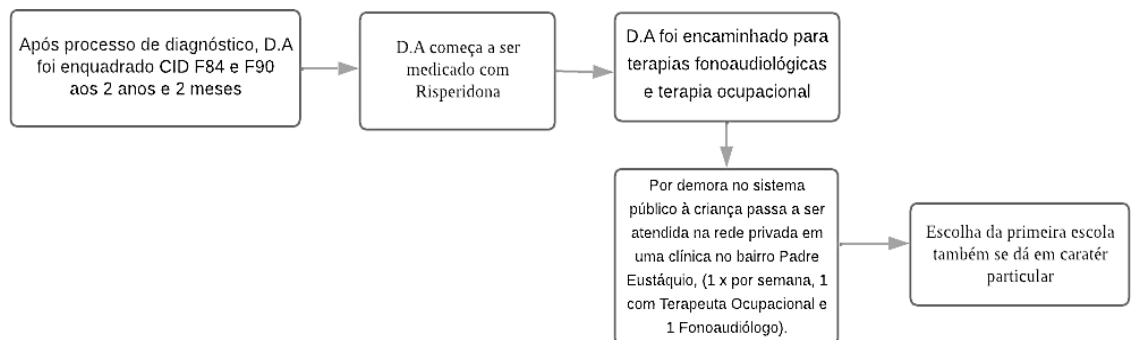 Após processo de diagnóstico, D.A
foi enquadrado CID F84 e F90
aos 2 anos e 2 meses
D.A começa a ser
medicado com
Risperidona
D.A foi encaminhado para
terapias fonoaudiológicas
e terapia ocupacional
Por demora no sistema
público à criança passa a ser
atendida na rede privada em
uma clínica no bairro Padre
Eustáquio, (1 x por semana, 1
com Terapeuta Ocupacional e
1 Fonoaudiólogo).
Escolha da primeira escola
também se dá em caratér
particular